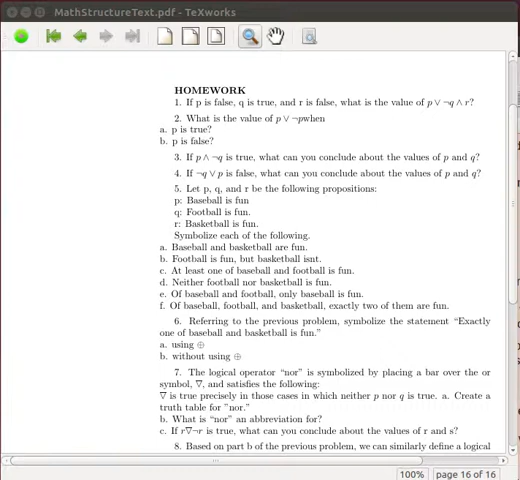 MathStructureText.pdf - TeXworks
HOMEWORK
1. If p is false, q is true, and r is false, what is the value of p ∨ ¬q ∧ r?
2. What is the value of p ∨ ¬pwhen
a. p is true?
b. p is false?
3. If p ∧ ¬q is true, what can you conclude about the values of p and q?
4. If ¬q ∨ p is false, what can you conclude about the values of p and q?
5. Let p, q, and r be the following propositions:
p: Baseball is fun
q: Football is fun.
r: Basketball is fun.
Symbolize each of the following.
a. Baseball and basketball are fun.
b. Football is fun, but basketball isnt.
c. At least one of baseball and football is fun.
d. Neither football nor basketball is fun.
e. Of baseball and football, only baseball is fun.
f. Of baseball, football, and basketball, exactly two of them are fun.
6. Referring to the previous problem, symbolize the statement “Exactly
one of baseball and basketball is fun.”
a. using ⊕
b. without using ⊕
7. The logical operator “nor” is symbolized by placing a bar over the or
symbol, ⊽, and satisfies the following:
⊽ is true precisely in those cases in which neither p nor q is true. a. Create a
truth table for ”nor.”
b. What is “nor” an abbreviation for?
c. If r⊽¬r is true, what can you conclude about the values of r and s?
8. Based on part b of the previous problem, we can similarly define a logical
100% page 16 of 16